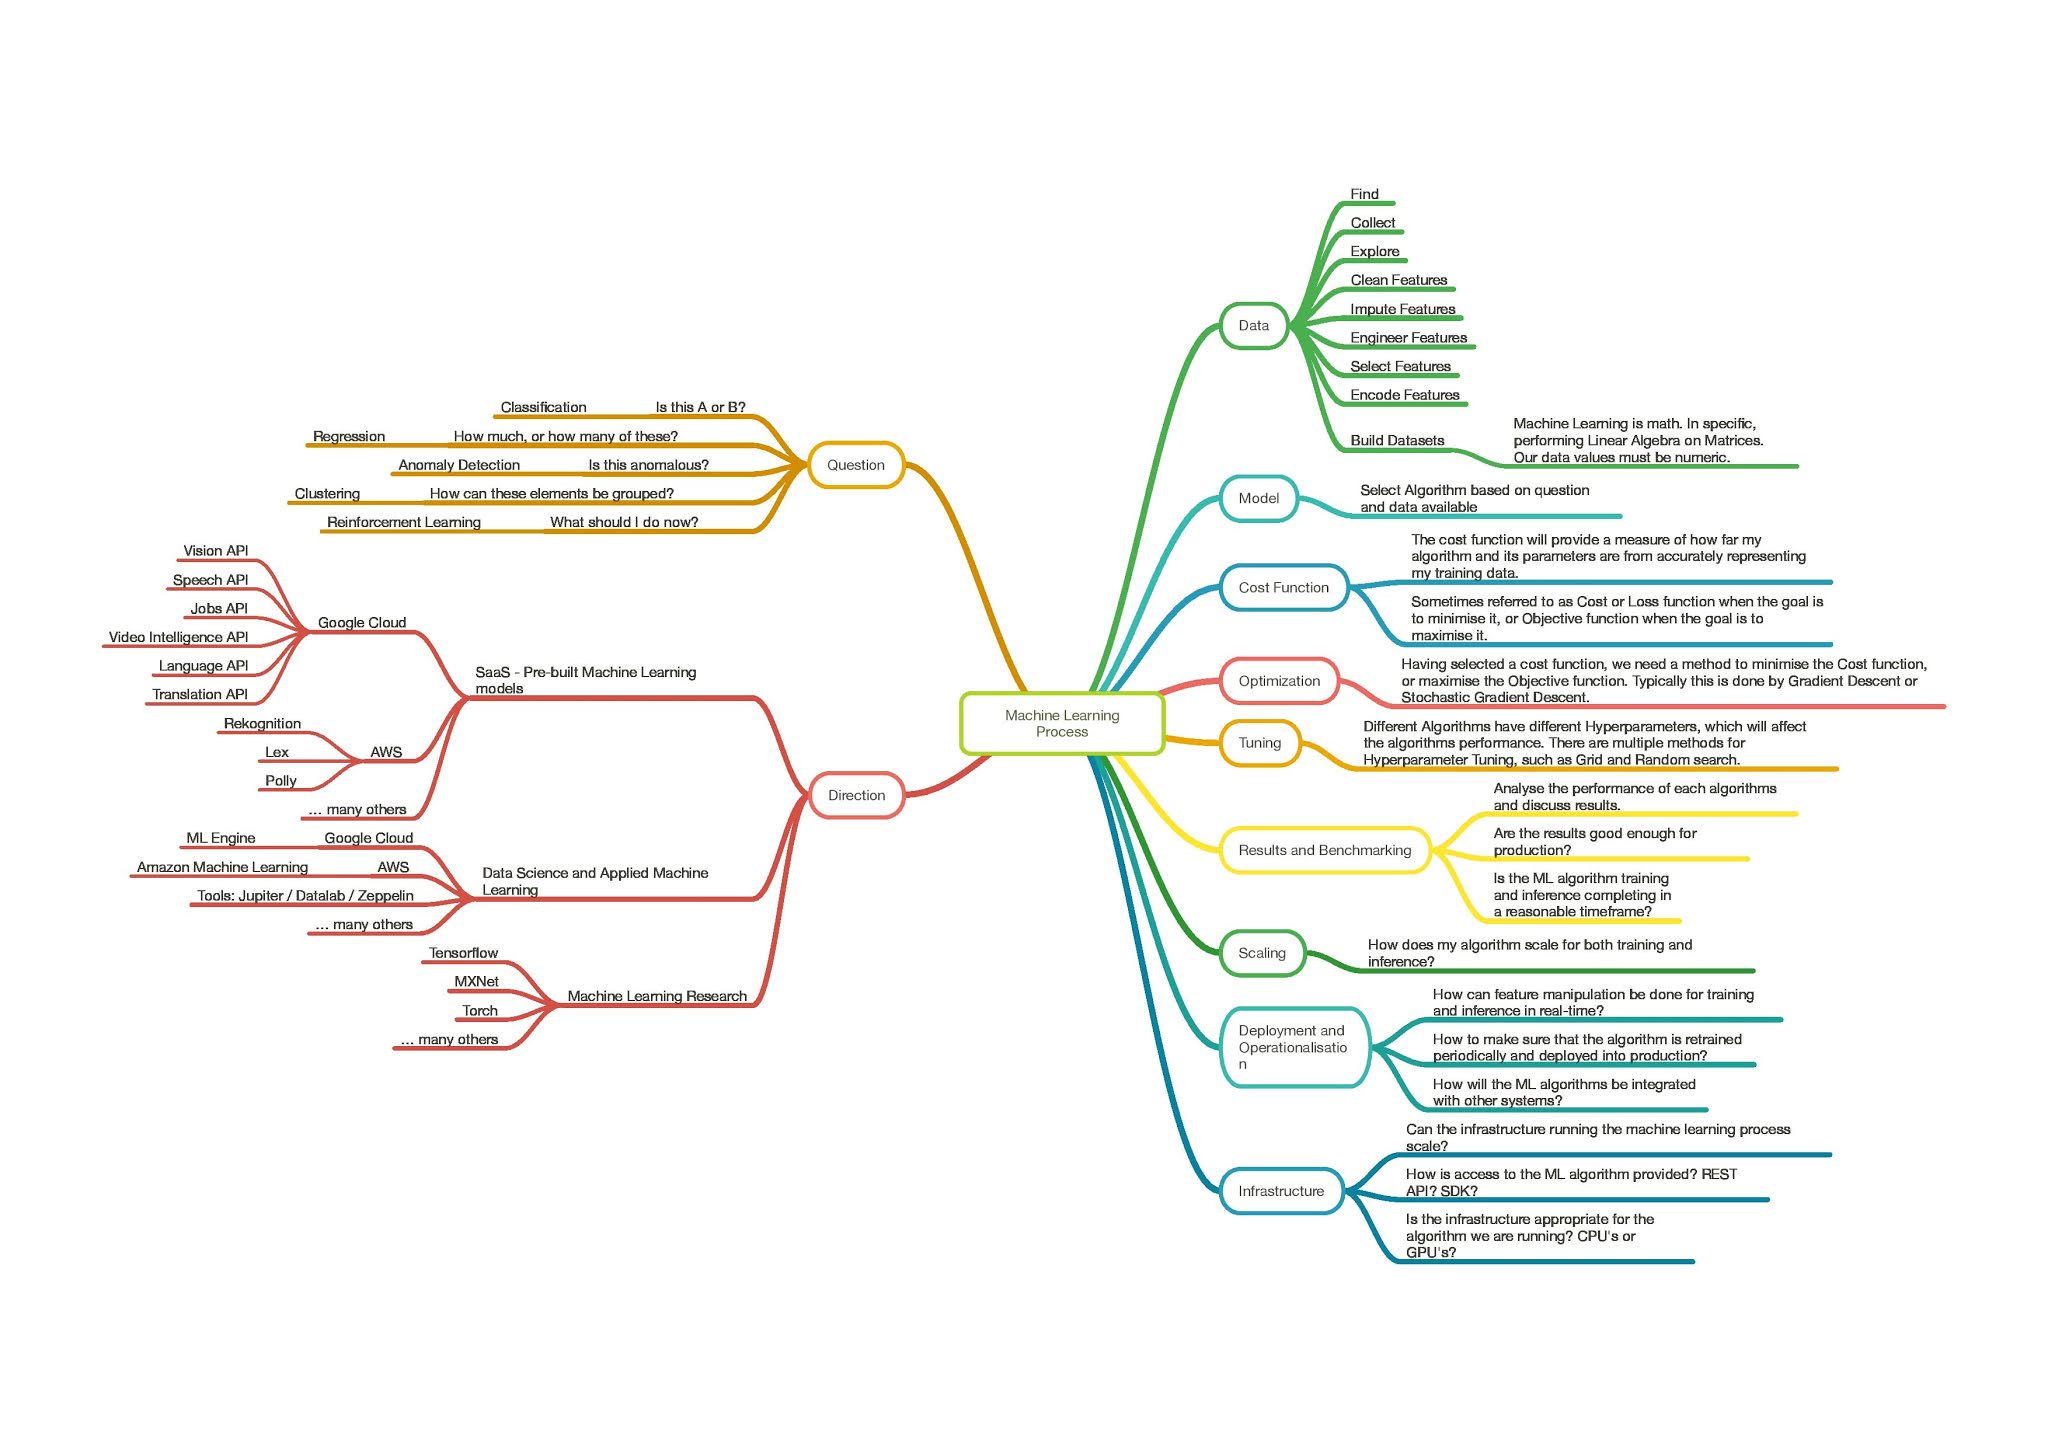 Machine Learning
Process
Question
Is this A or B?
Classification
How much, or how many of these?
Regression
Is this anomalous?
Anomaly Detection
How can these elements be grouped?
Clustering
What should I do now?
Reinforcement Learning
Direction
SaaS - Pre-built Machine Learning
models
Google Cloud
Vision API
Speech API
Jobs API
Video Intelligence API
Language API
Translation API
AWS
Rekognition
Lex
Polly
... many others
Data Science and Applied Machine
Learning
Google Cloud
ML Engine
AWS
Amazon Machine Learning
Tools: Jupiter / Datalab / Zeppelin
... many others
Machine Learning Research
Tensorflow
MXNet
Torch
... many others
Data
Find
Collect
Explore
Clean Features
Impute Features
Engineer Features
Select Features
Encode Features
Build Datasets
Machine Learning is math. In specific,
performing Linear Algebra on Matrices.
Our data values must be numeric.
Model
Select Algorithm based on question
and data available
Cost Function
The cost function will provide a measure of how far my
algorithm and its parameters are from accurately representing
my training data.
Sometimes referred to as Cost or Loss function when the goal is
to minimise it, or Objective function when the goal is to
maximise it.
Optimization
Having selected a cost function, we need a method to minimise the Cost function,
or maximise the Objective function. Typically this is done by Gradient Descent or
Stochastic Gradient Descent.
Tuning
Different Algorithms have different Hyperparameters, which will affect
the algorithms performance. There are multiple methods for
Hyperparameter Tuning, such as Grid and Random search.
Results and Benchmarking
Analyse the performance of each algorithms
and discuss results.
Are the results good enough for
production?
Is the ML algorithm training
and inference completing in
a reasonable timeframe?
Scaling
How does my algorithm scale for both training and
inference?
Deployment and
Operationalisatio
n
How can feature manipulation be done for training
and inference in real-time?
How to make sure that the algorithm is retrained
periodically and deployed into production?
How will the ML algorithms be integrated
with other systems?
Infrastructure
Can the infrastructure running the machine learning process
scale?
How is access to the ML algorithm provided? REST
API? SDK?
Is the infrastructure appropriate for the
algorithm we are running? CPU's or
GPU's?